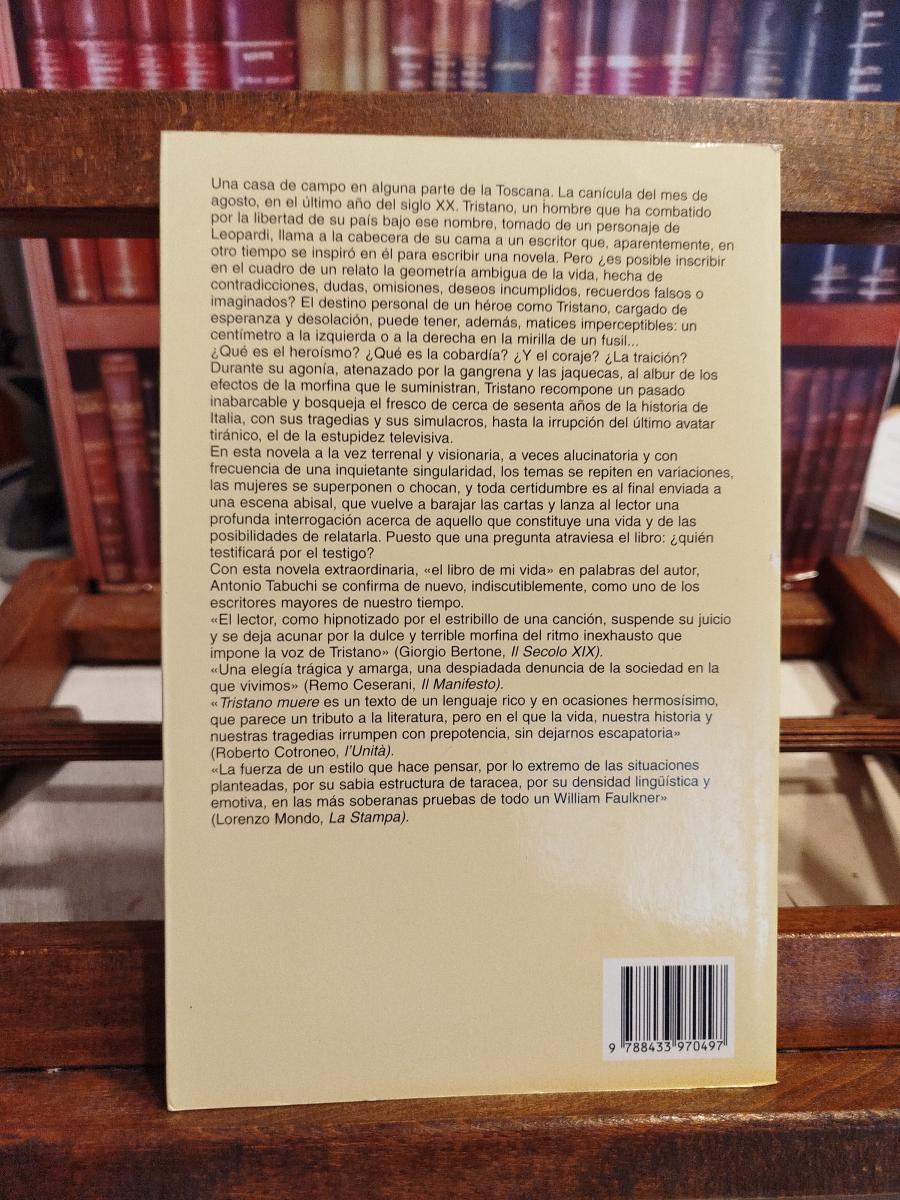 Una casa de campo en alguna parte de la Toscana. La canícula del mes de
agosto, en el último año del siglo XX. Tristano, un hombre que ha combatido
por la libertad de su país bajo ese nombre, tomado de un personaje de
Leopardi, llama a la cabecera de su cama a un escritor que, aparentemente, en
otro tiempo se inspiró en él para escribir una novela. Pero ¿es posible inscribir
en el cuadro de un relato la geometría ambigua de la vida, hecha de
contradicciones, dudas, omisiones, deseos incumplidos, recuerdos falsos o
imaginados? El destino personal de un héroe como Tristano, cargado de
esperanza y desolación, puede tener, además, matices imperceptibles: un
centímetro a la izquierda o a la derecha en la mirilla de un fusil...
¿Qué es el heroísmo? ¿Qué es la cobardía? ¿Y el coraje? ¿La traición?
Durante su agonía, atenazado por la gangrena y las jaquecas, al albur de los
efectos de la morfina que le suministran, Tristano recompone un pasado
inabarcable y bosqueja el fresco de cerca de sesenta años de la historia de
Italia, con sus tragedias y sus simulacros, hasta la irrupción del último avatar
tiránico, el de la estupidez televisiva.
En esta novela a la vez terrenal y visionaria, a veces alucinatoria y con
frecuencia de una inquietante singularidad, los temas se repiten en variaciones,
las mujeres se superponen o chocan, y toda certidumbre es al final enviada a
una escena abisal, que vuelve a barajar las cartas y lanza al lector una
profunda interrogación acerca de aquello que constituye una vida y de las
posibilidades de relatarla. Puesto que una pregunta atraviesa el libro: ¿quién
testificará por el testigo?
Con esta novela extraordinaria, «el libro de mi vida» en palabras del autor,
Antonio Tabuchi se confirma de nuevo, indiscutiblemente, como uno de los
escritores mayores de nuestro tiempo.
«El lector, como hipnotizado por el estribillo de una canción, suspende su juicio
y se deja acunar por la dulce y terrible morfina del ritmo inexhausto que
impone la voz de Tristano» (Giorgio Bertone, Il Secolo XIX).
«Una elegía trágica y amarga, una despiadada denuncia de la sociedad en la
que vivimos» (Remo Ceserani, Il Manifesto).
«Tristano muere es un texto de un lenguaje rico y en ocasiones hermosísimo,
que parece un tributo a la literatura, pero en el que la vida, nuestra historia y
nuestras tragedias irrumpen con prepotencia, sin dejarnos escapatoria»
(Roberto Cotroneo, l'Unità).
«La fuerza de un estilo que hace pensar, por lo extremo de las situaciones
planteadas, por su sabia estructura de taracea, por su densidad lingüística y
emotiva, en las más soberanas pruebas de todo un William Faulkner»
(Lorenzo Mondo, La Stampa).
9 788433 970497